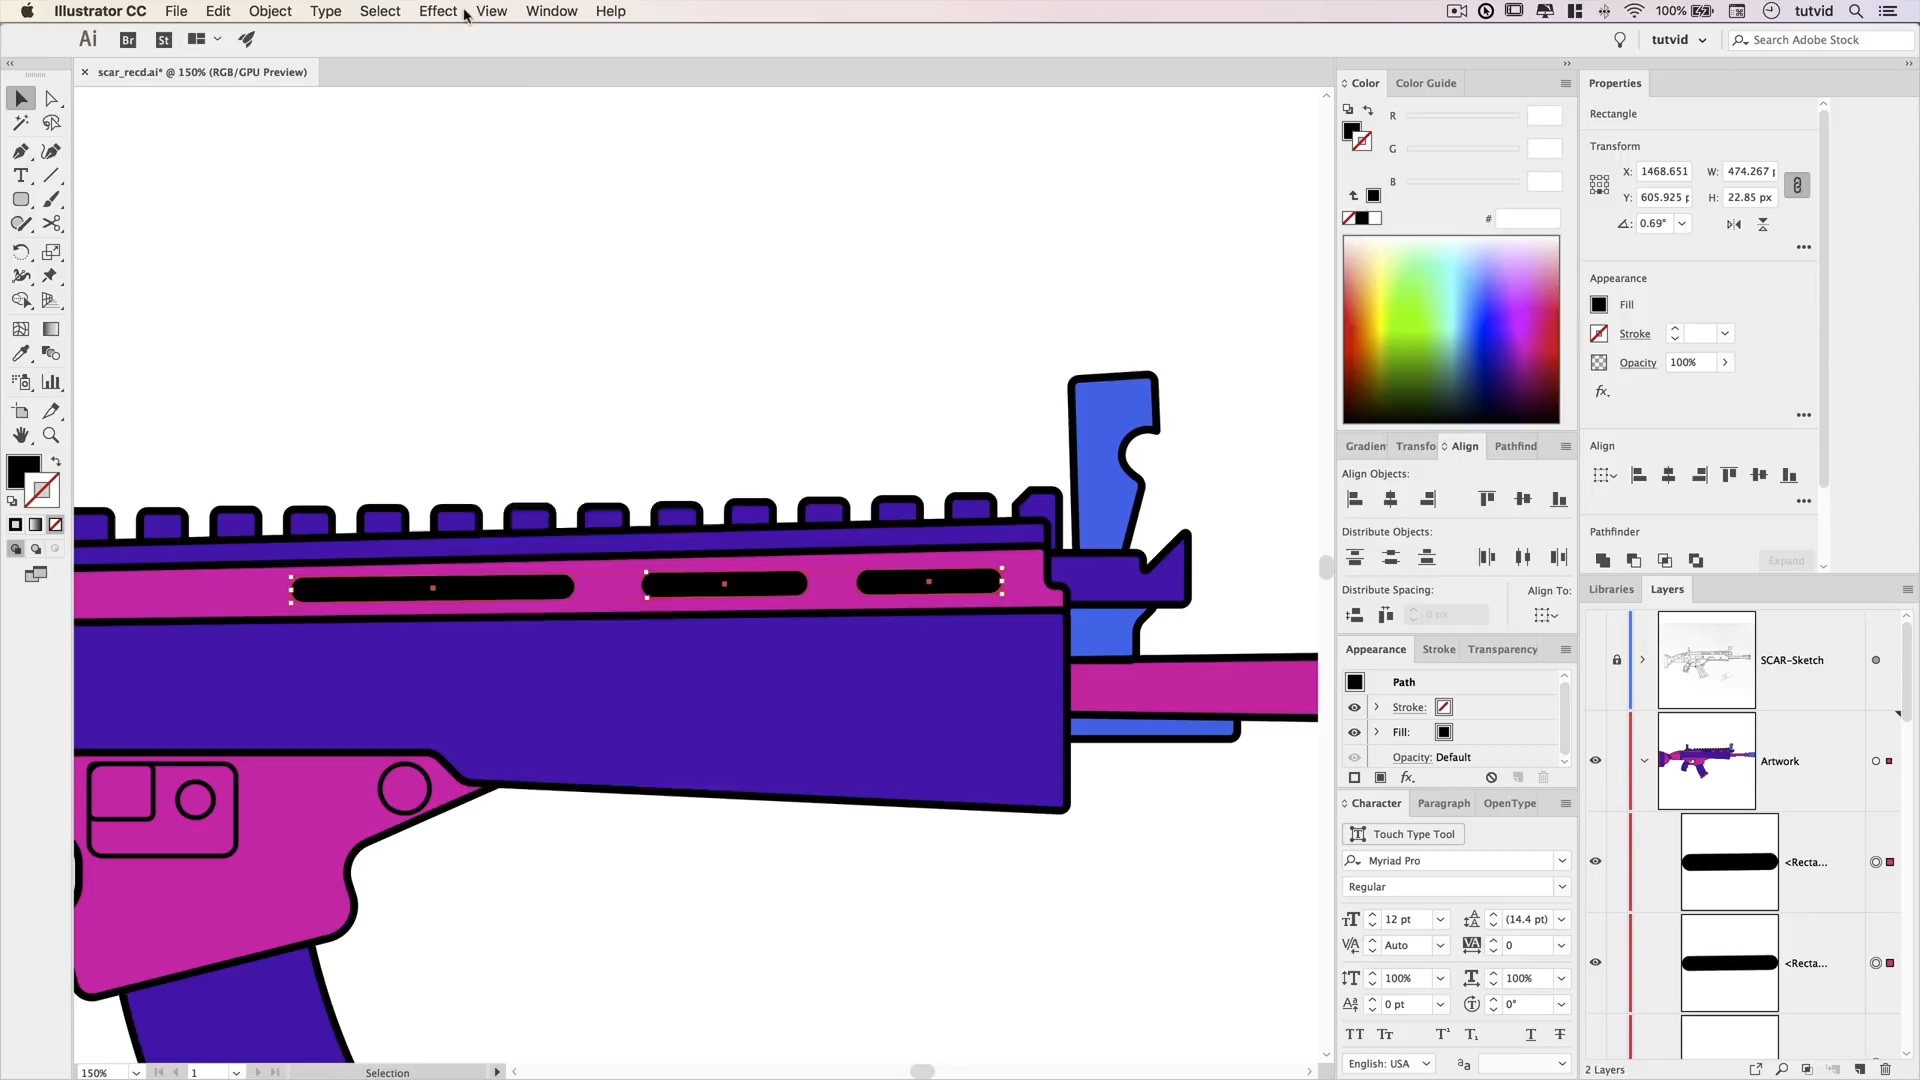 Illustrator CC File Edit Object Type Select Effect View Window Help 100% tutvid
Ai Br St tutvid Search Adobe Stock
× scar_recd.ai* @ 150% (RGB/GPU Preview)
Color Color Guide
R
G
B
#
Gradien Transfo Align Pathfind
Align Objects:
Distribute Objects:
Distribute Spacing: Align To:
0 px
Appearance Stroke Transparency
Path
Stroke:
Fill:
Opacity: Default
fx.
Character Paragraph OpenType
Touch Type Tool
Myriad Pro
Regular
12 pt (14.4 pt)
Auto 0
100% 100%
0 pt 0°
English: USA
Properties
Rectangle
Transform
X: 1468.651 W: 474.267
Y: 605.925 p H: 22.85 px
0.69°
Appearance
Fill
Stroke
Opacity 100%
fx.
Align
Pathfinder
Expand
Libraries Layers
SCAR-Sketch
Artwork
<Recta...
<Recta...
2 Layers
150% 1 Selection